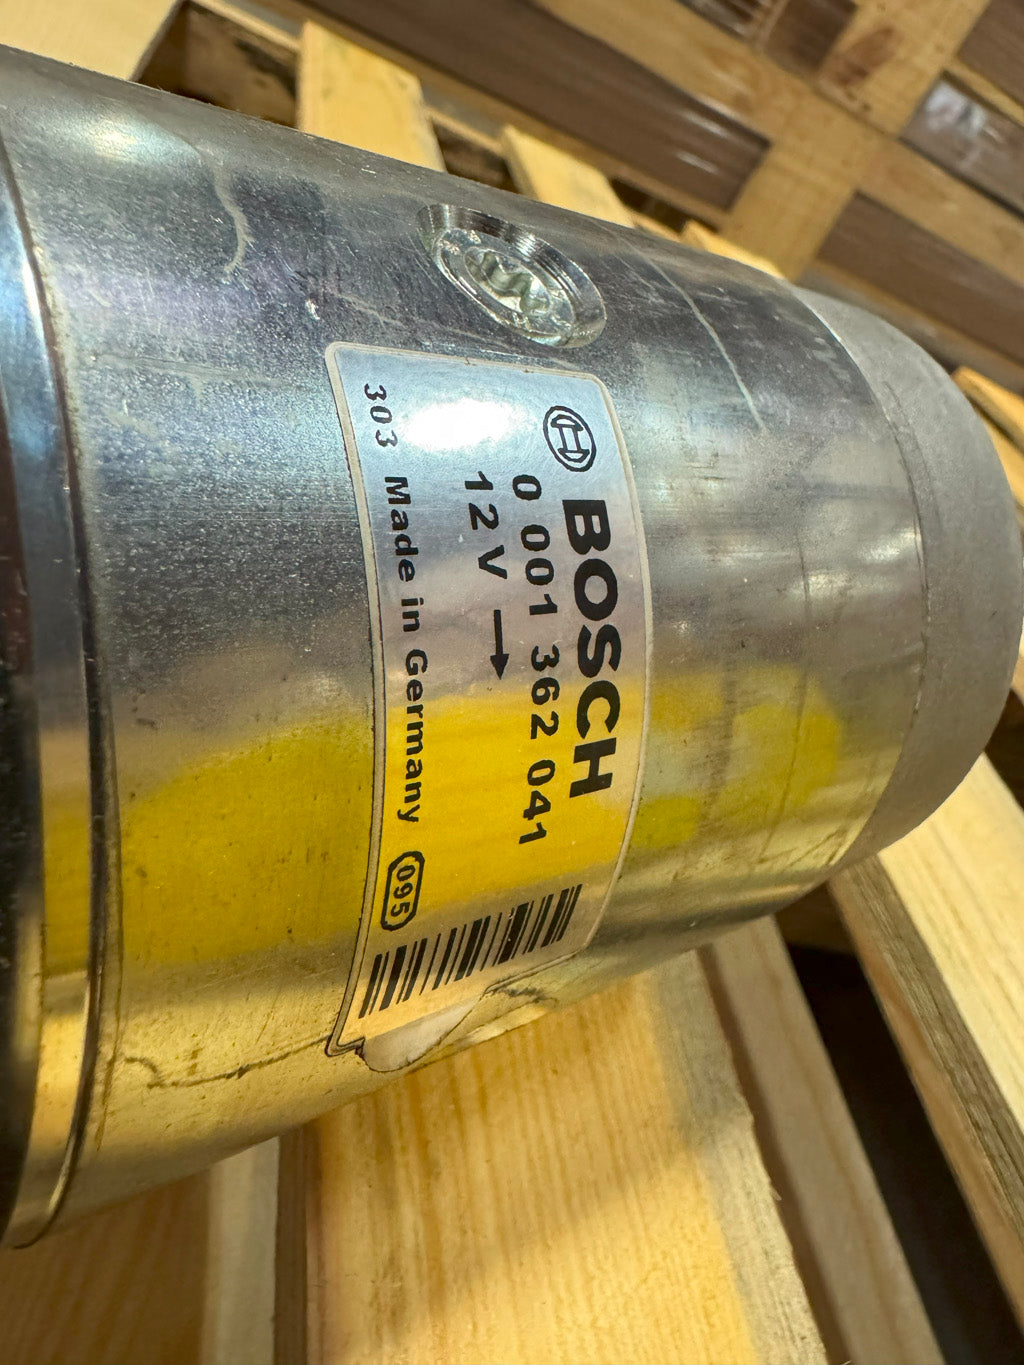 BOSCH
0 001 362 041
12V →
303 Made in Germany 095